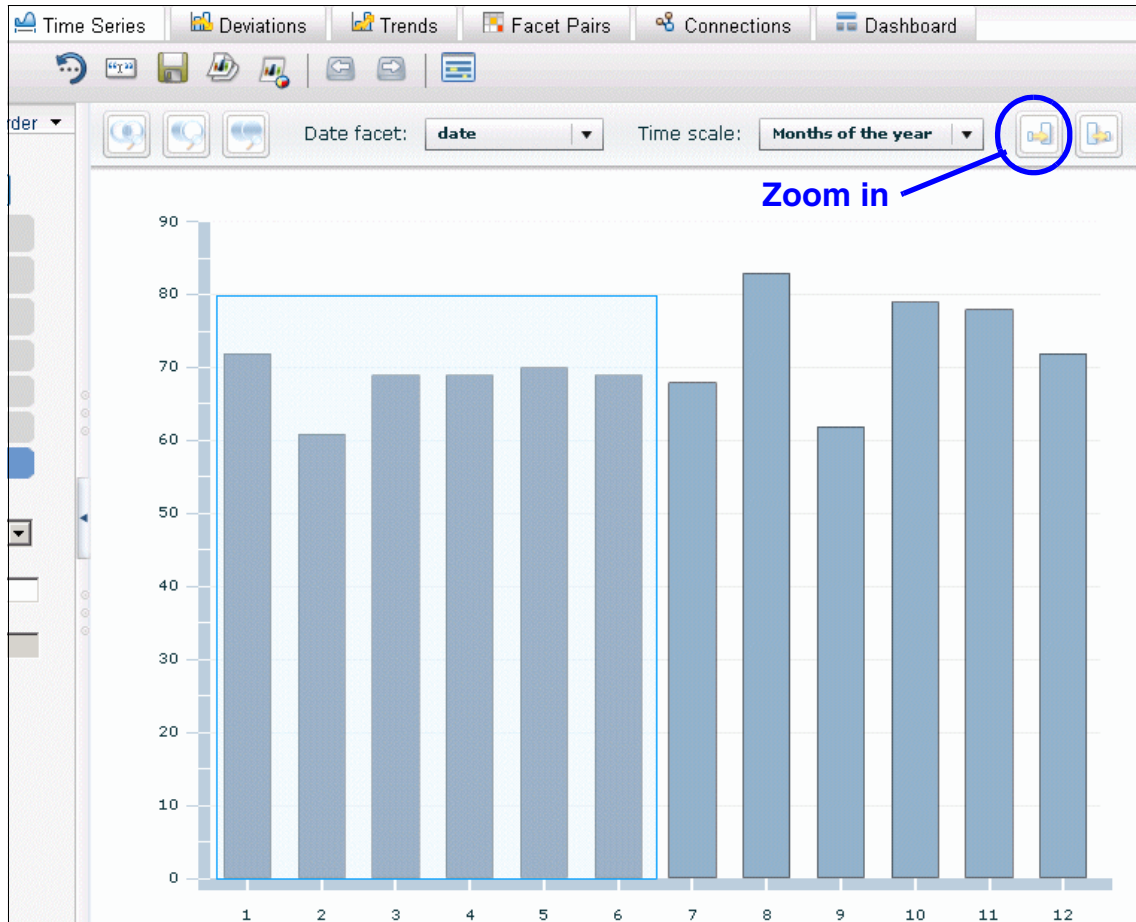 Time Series Deviations Trends Facet Pairs Connections Dashboard
rder
Date facet: date Time scale: Months of the year
Zoom in
90
80
70
60
50
40
30
20
10
0
1 2 3 4 5 6 7 8 9 10 11 12